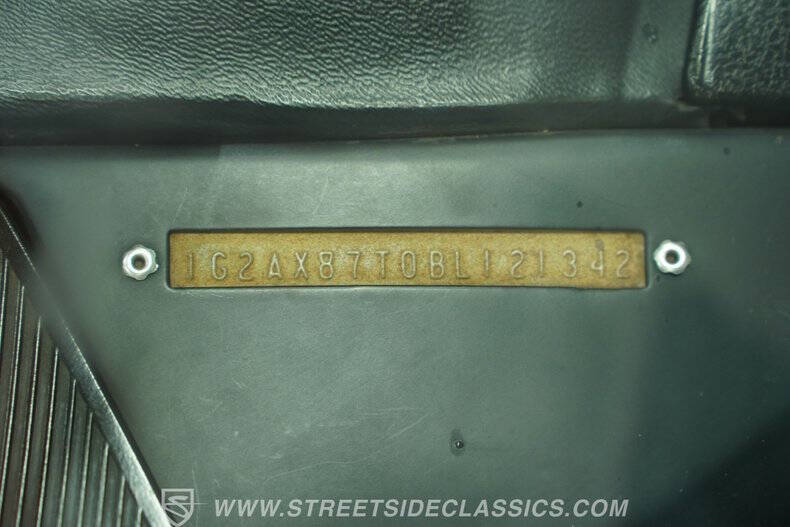 1G2AX87T0BL121342
WWW.STREETSIDECLASSICS.COM